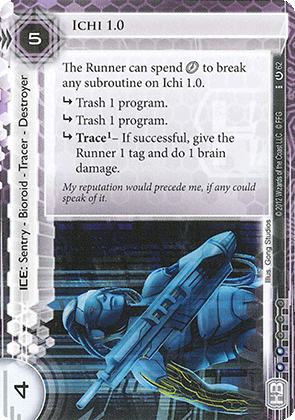 5
ICHI 1.0
The Runner can spend to break
any subroutine on Ichi 1.0.
↳ Trash 1 program.
↳ Trash 1 program.
↳ Trace¹– If successful, give the
Runner 1 tag and do 1 brain
damage.
My reputation would precede me, if any could
speak of it.
ICE: Sentry - Bioroid - Tracer - Destroyer
4
62
© 2012 Wizards of the Coast LLC. © FFG
Illus. Gong Studios
HB